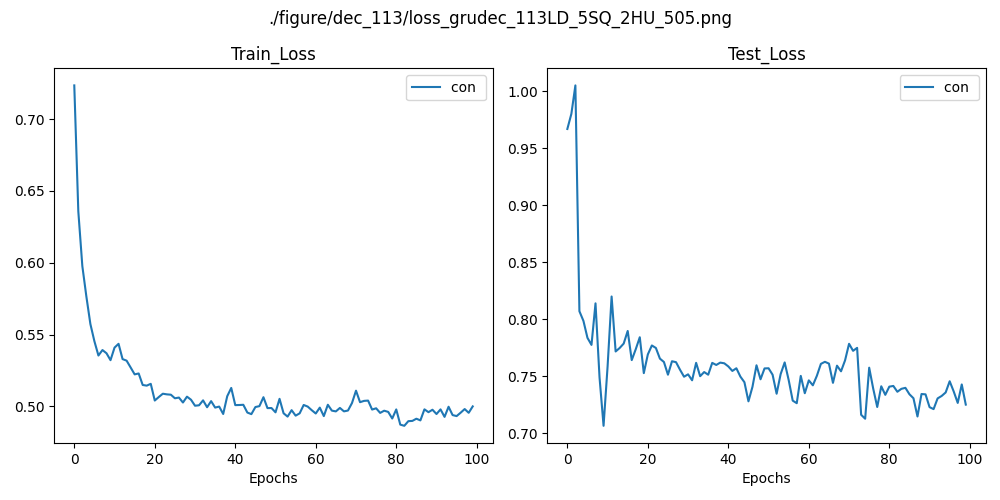 ./figure/dec_113/loss_grudec_113LD_5SQ_2HU_505.png
Train_Loss
con
0.70
0.65
0.60
0.55
0.50
0 20 40 60 80 100
Epochs
Test_Loss
con
1.00
0.95
0.90
0.85
0.80
0.75
0.70
0 20 40 60 80 100
Epochs